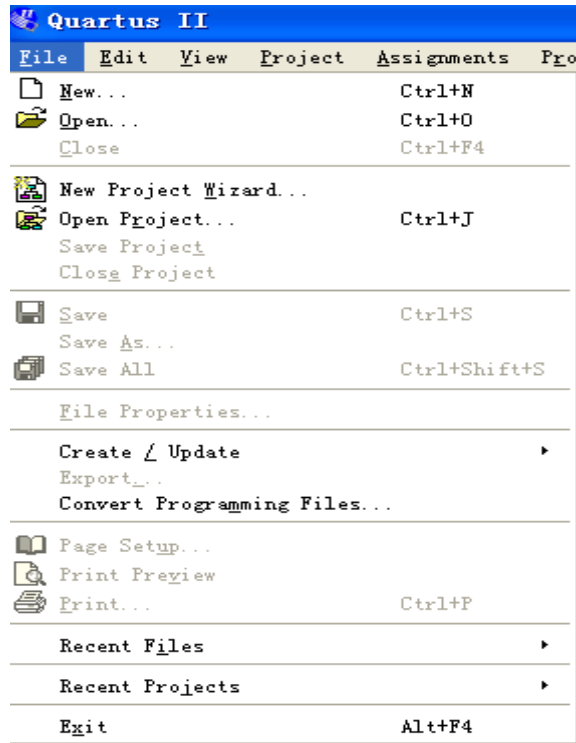 Quartus II
File Edit View Project Assignments Pro
New... Ctrl+N
Open... Ctrl+O
Close Ctrl+F4
New Project Wizard...
Open Project... Ctrl+J
Save Project
Close Project
Save Ctrl+S
Save As...
Save All Ctrl+Shift+S
File Properties...
Create / Update
Export...
Convert Programming Files...
Page Setup...
Print Preview
Print... Ctrl+P
Recent Files
Recent Projects
Exit Alt+F4